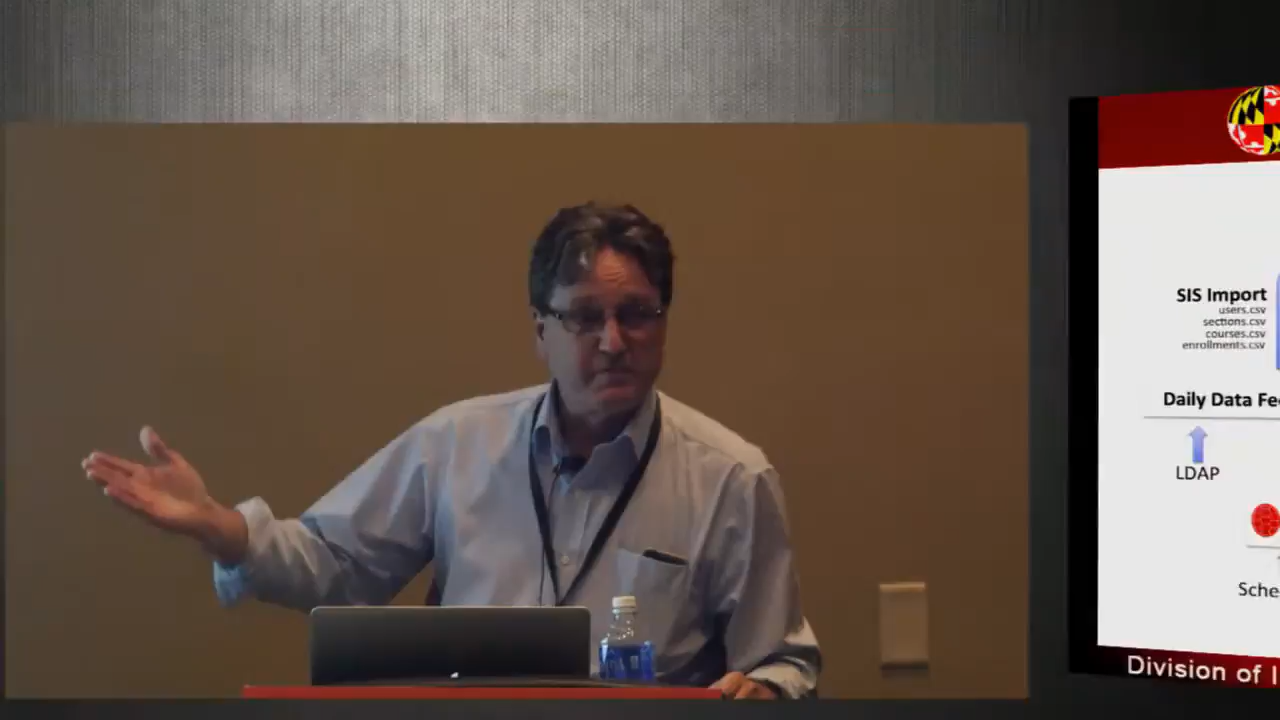 SIS Import
users.csv
sections.csv
courses.csv
enrollments.csv
Daily Data Fe
LDAP
Sche
Division of I